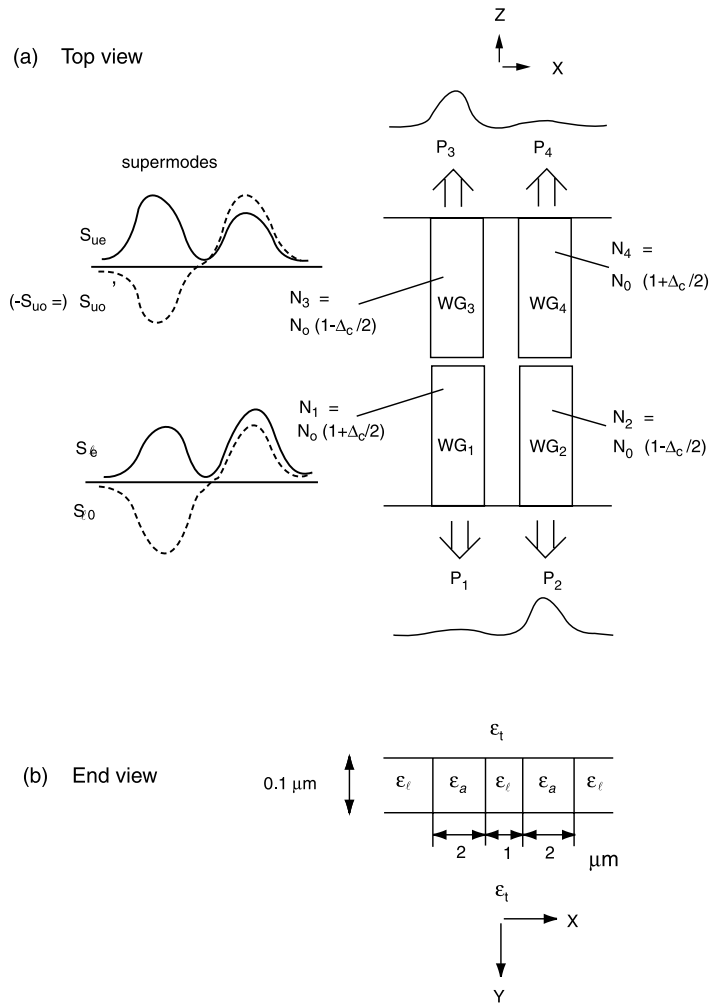 (a) Top view
Z
X
P3 P4
supermodes
Sue
(-Suo =) Suo'
N3 =
No (1-Δc/2)
WG3
WG4
N4 =
N0 (1+Δc/2)
N1 =
No (1+Δc/2)
WG1
WG2
N2 =
N0 (1-Δc/2)
Sℓe
Sℓ0
P1 P2
(b) End view
εt
0.1 μm
εℓ εa εℓ εa εℓ
2 1 2 μm
εt
X
Y